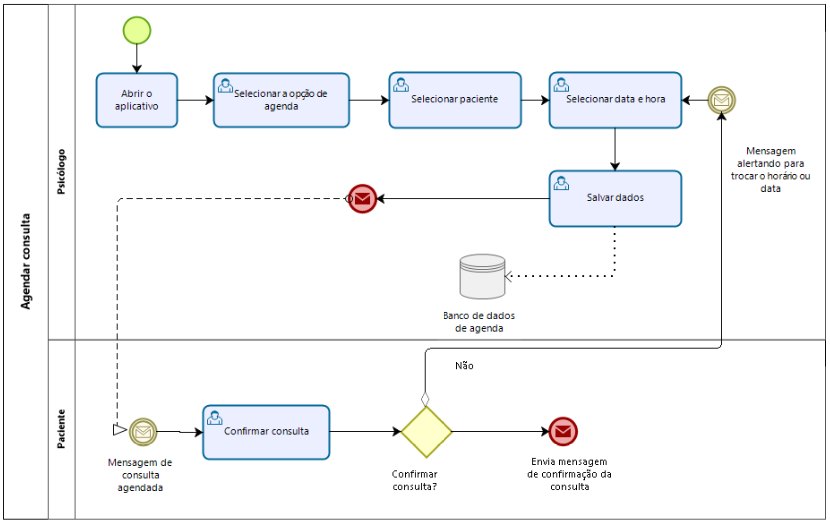 Agendar consulta
Psicólogo
Abrir o
aplicativo
Selecionar a opção de
agenda
Selecionar paciente
Selecionar data e hora
Mensagem
alertando para
trocar o horário ou
data
Salvar dados
Banco de dados
de agenda
Paciente
Não
Mensagem de
consulta
agendada
Confirmar consulta
Confirmar
consulta?
Envia mensagem
de confirmação da
consulta